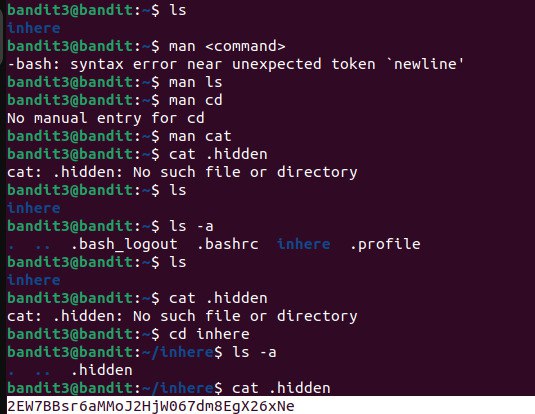 bandit3@bandit:~$ ls
inhere
bandit3@bandit:~$ man <command>
-bash: syntax error near unexpected token `newline'
bandit3@bandit:~$ man ls
bandit3@bandit:~$ man cd
No manual entry for cd
bandit3@bandit:~$ man cat
bandit3@bandit:~$ cat .hidden
cat: .hidden: No such file or directory
bandit3@bandit:~$ ls
inhere
bandit3@bandit:~$ ls -a
.  ..  .bash_logout  .bashrc  inhere  .profile
bandit3@bandit:~$ ls
inhere
bandit3@bandit:~$ cat .hidden
cat: .hidden: No such file or directory
bandit3@bandit:~$ cd inhere
bandit3@bandit:~/inhere$ ls -a
.  ..  .hidden
bandit3@bandit:~/inhere$ cat .hidden
2EW7BBsr6aMMoJ2HjW067dm8EgX26xNe